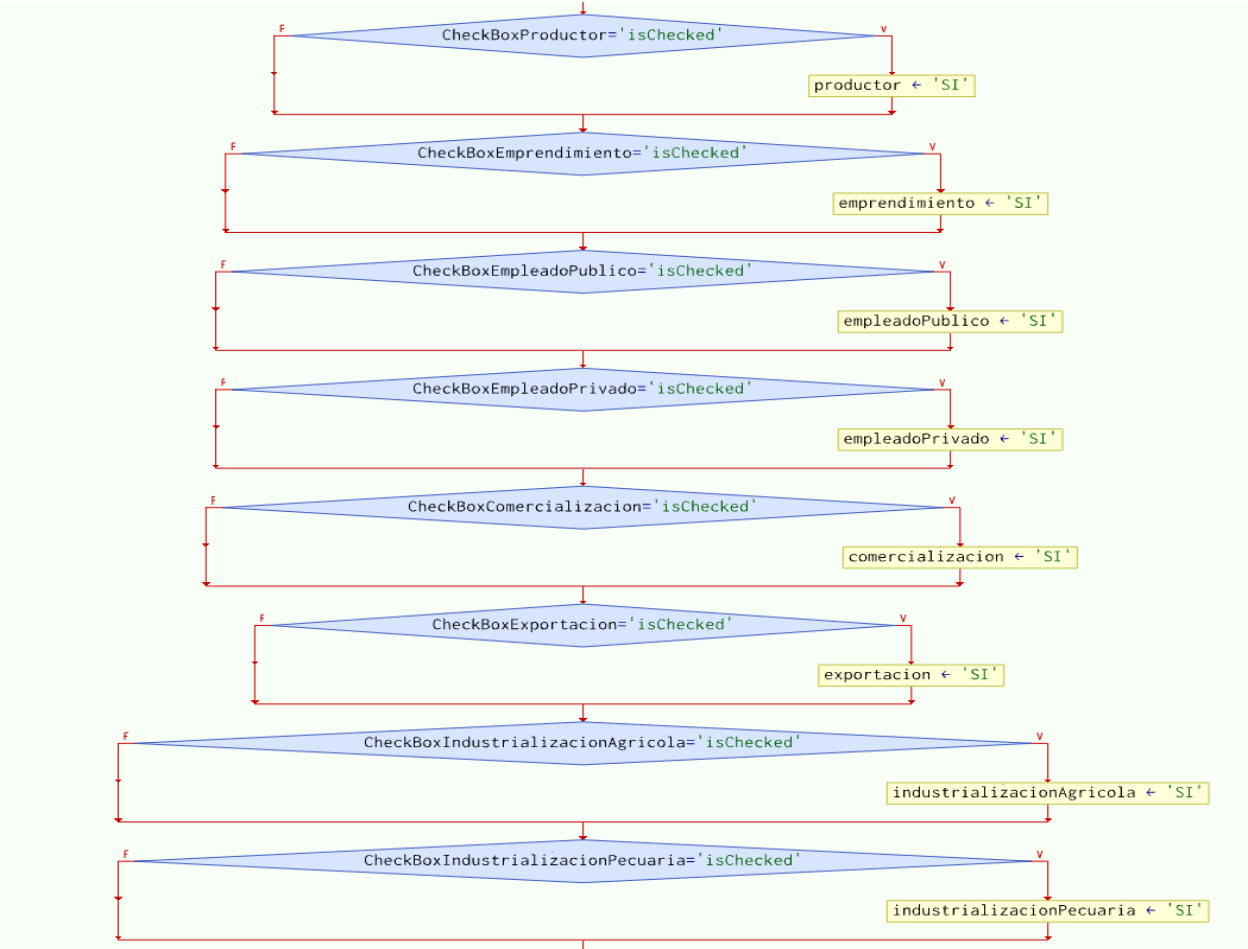 CheckBoxProductor='isChecked'
F
V
productor ← 'SI'
CheckBoxEmprendimiento='isChecked'
F
V
emprendimiento ← 'SI'
CheckBoxEmpleadoPublico='isChecked'
F
V
empleadoPublico ← 'SI'
CheckBoxEmpleadoPrivado='isChecked'
F
V
empleadoPrivado ← 'SI'
CheckBoxComercializacion='isChecked'
F
V
comercializacion ← 'SI'
CheckBoxExportacion='isChecked'
F
V
exportacion ← 'SI'
CheckBoxIndustrializacionAgricola='isChecked'
F
V
industrializacionAgricola ← 'SI'
CheckBoxIndustrializacionPecuaria='isChecked'
F
V
industrializacionPecuaria ← 'SI'